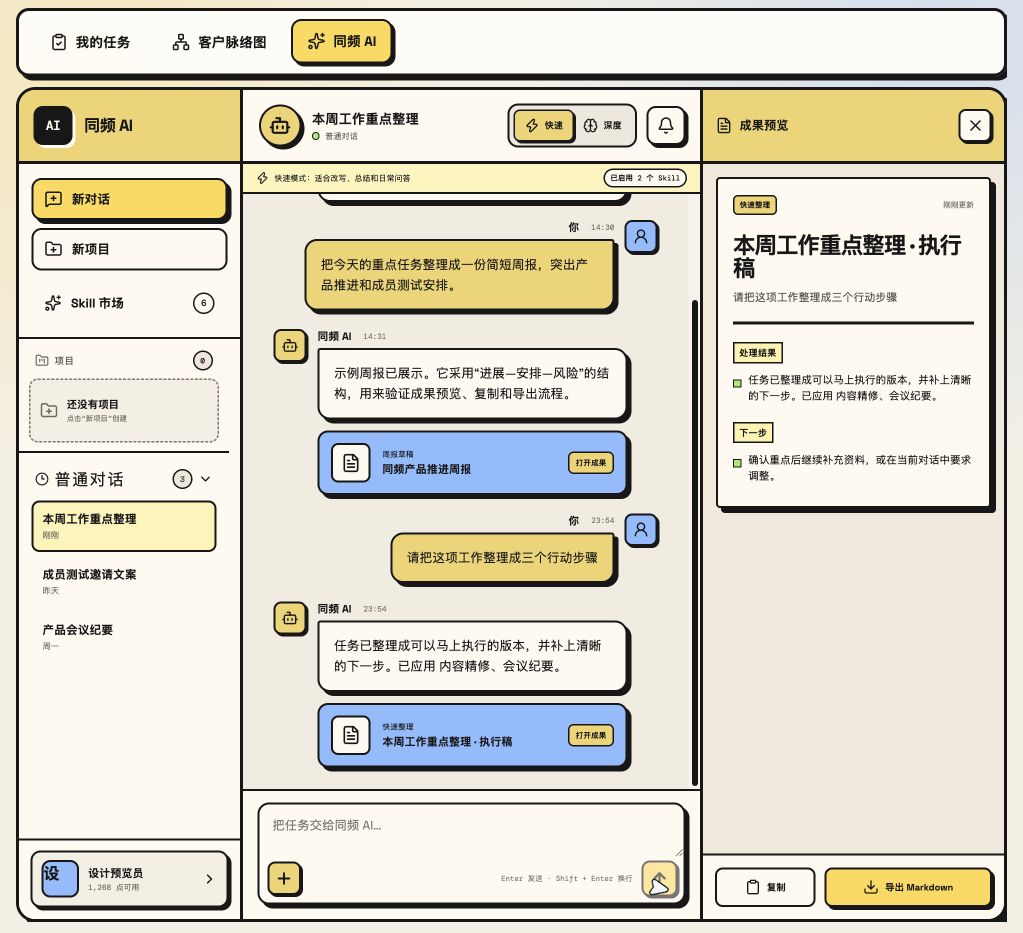 我的任务
客户脉络图
同频 AI
AI
同频 AI
新对话
新项目
Skill 市场
6
项目
0
还没有项目
点击“新项目”创建
普通对话
3
本周工作重点整理
刚刚
成员测试邀请文案
昨天
产品会议纪要
周一
设
设计预览员
1,268 点可用
本周工作重点整理
普通对话
快速
深度
快速模式：适合改写、总结和日常问答
已启用 2 个 Skill
你 14:30
把今天的重点任务整理成一份简短周报，突出产
品推进和成员测试安排。
同频 AI 14:31
示例周报已展示。它采用“进展—安排—风险”的结
构，用来验证成果预览、复制和导出流程。
周报草稿
同频产品推进周报
打开成果
你 23:54
请把这项工作整理成三个行动步骤
同频 AI 23:54
任务已整理成可以马上执行的版本，并补上清晰
的下一步。已应用 内容精修、会议纪要。
快速整理
本周工作重点整理·执行稿
打开成果
把任务交给同频 AI…
Enter 发送 · Shift + Enter 换行
成果预览
快速整理
刚刚更新
本周工作重点整理·执行
稿
请把这项工作整理成三个行动步骤
处理结果
任务已整理成可以马上执行的版本，并补上清晰
的下一步。已应用 内容精修、会议纪要。
下一步
确认重点后继续补充资料，或在当前对话中要求
调整。
复制
导出 Markdown